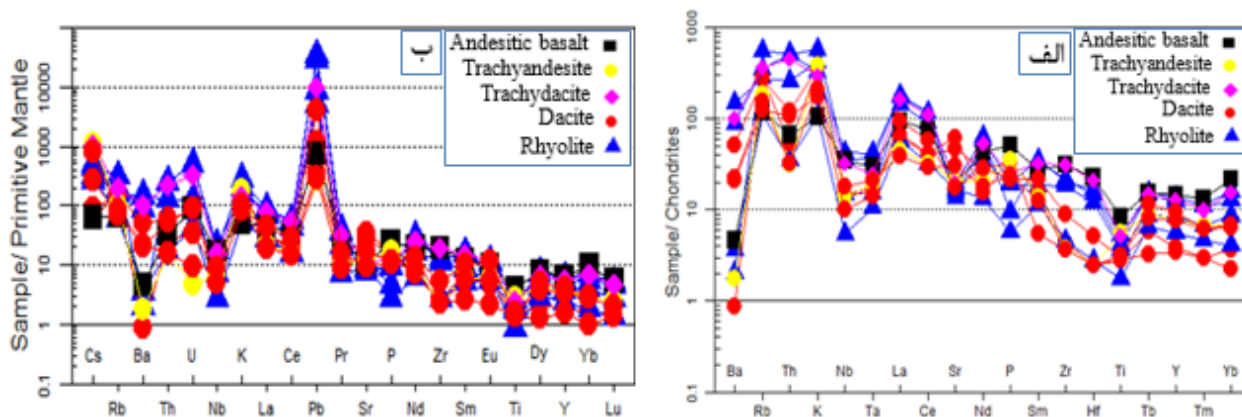 Sample/ Primitive Mantle
10000
1000
100
10
1
0.1
ب
Andesitic basalt
Trachyandesite
Trachydacite
Dacite
Rhyolite
Cs Ba Th U K Ce Pb Pr P Zr Eu Dy Yb
Rb Th Nb La Sr Nd Sm Ti Y Lu
Sample/ Chondrites
1000
100
10
1
0.1
الف
Andesitic basalt
Trachyandesite
Trachydacite
Dacite
Rhyolite
Ba Th Nb La Sr P Zr Ti Y Yb
Rb K Ta Ce Nd Sm Hf Tb Tm